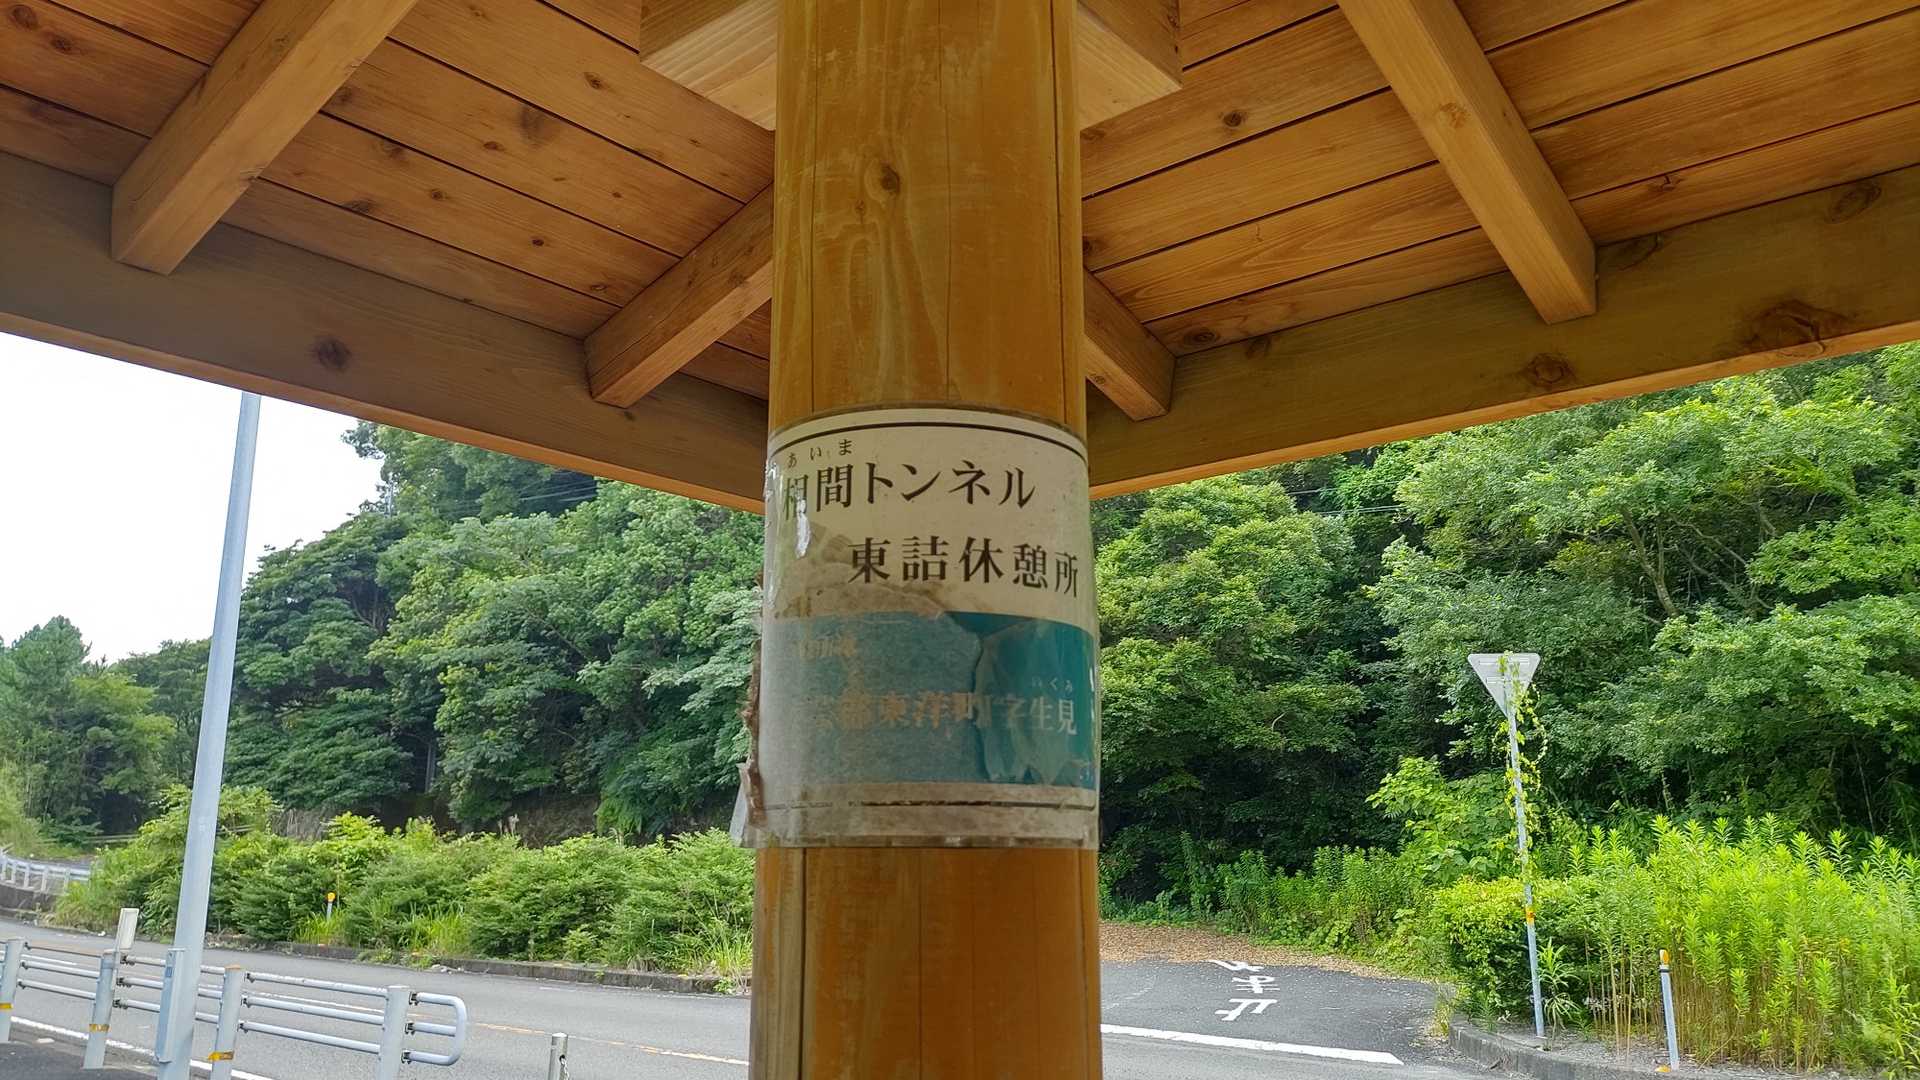 あいま
相間トンネル
東詰休憩所
いくみ
東洋町字生見
止まれ